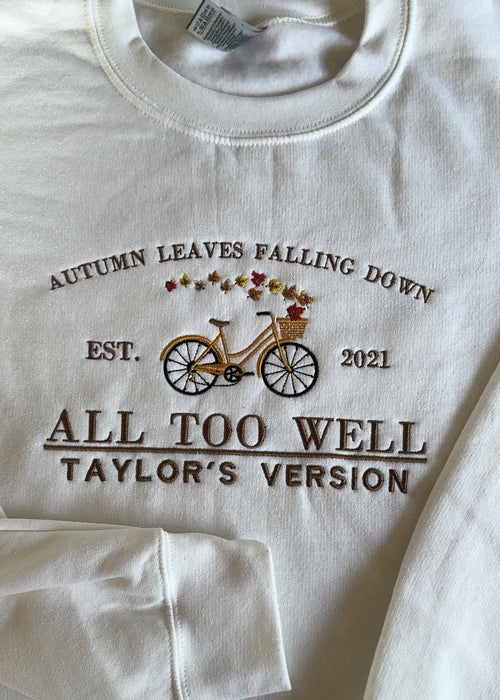 AUTUMN LEAVES FALLING DOWN
EST. 2021
ALL TOO WELL
TAYLOR'S VERSION